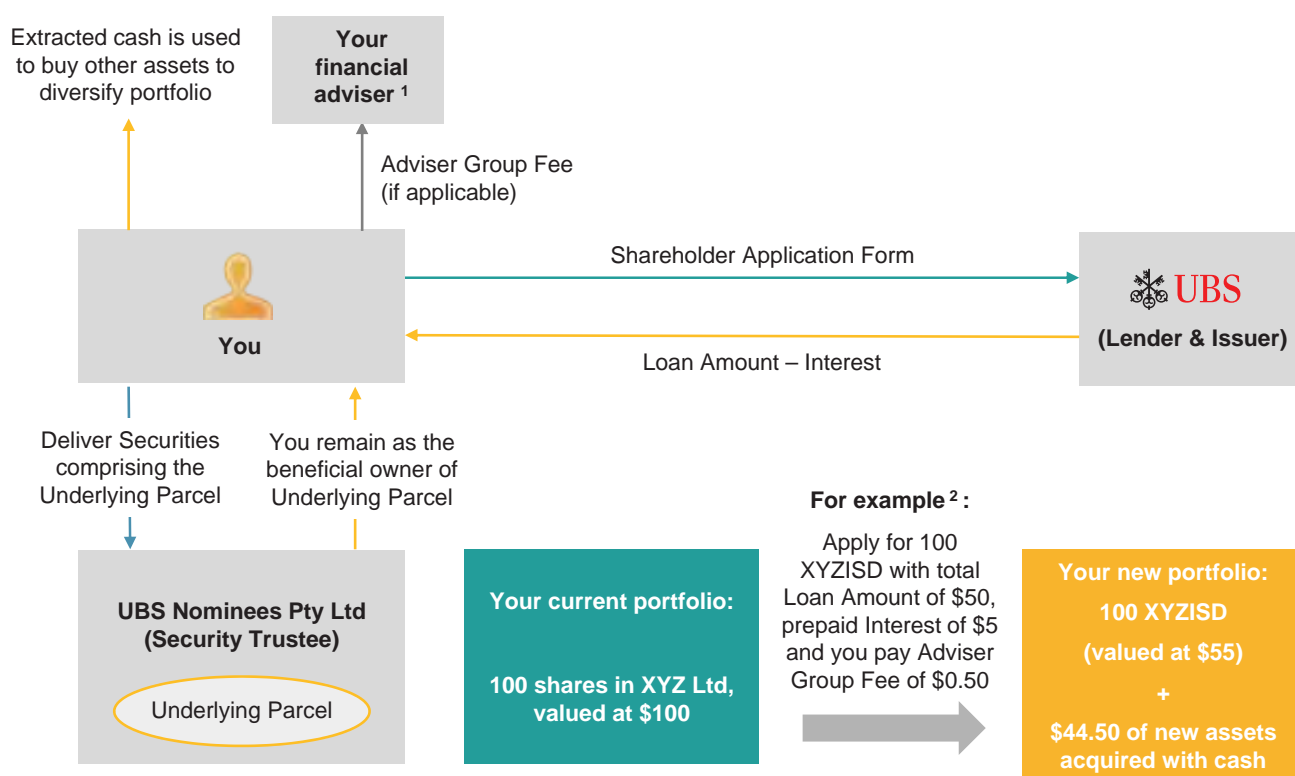 Extracted cash is used
to buy other assets to
diversify portfolio
Your
financial
adviser 1
Adviser Group Fee
(if applicable)
You
Shareholder Application Form
Loan Amount – Interest
UBS
(Lender & Issuer)
Deliver Securities
comprising the
Underlying Parcel
You remain as the
beneficial owner of
Underlying Parcel
UBS Nominees Pty Ltd
(Security Trustee)
Underlying Parcel
Your current portfolio:
100 shares in XYZ Ltd,
valued at $100
For example 2 :
Apply for 100
XYZISD with total
Loan Amount of $50,
prepaid Interest of $5
and you pay Adviser
Group Fee of $0.50
Your new portfolio:
100 XYZISD
(valued at $55)
+
$44.50 of new assets
acquired with cash